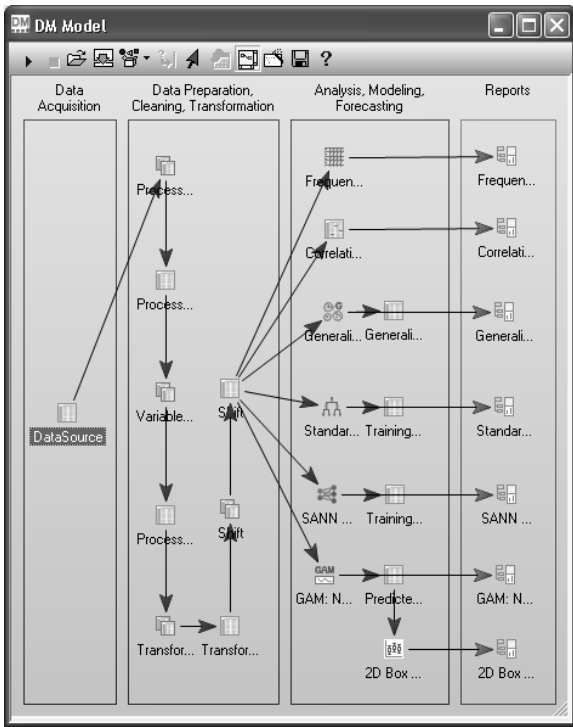 DM Model
?
Data Acquisition
Data Preparation, Cleaning, Transformation
Analysis, Modeling, Forecasting
Reports
DataSource
Process...
Process...
Variable...
Shift
Process...
Shift
Transfor...
Transfor...
Frequen...
Frequen...
Correlati...
Correlati...
Generali...
Generali...
Generali...
Standar...
Training...
Standar...
SANN ...
Training...
SANN ...
GAM
GAM: N...
Predicte...
GAM: N...
2D Box ...
2D Box ...